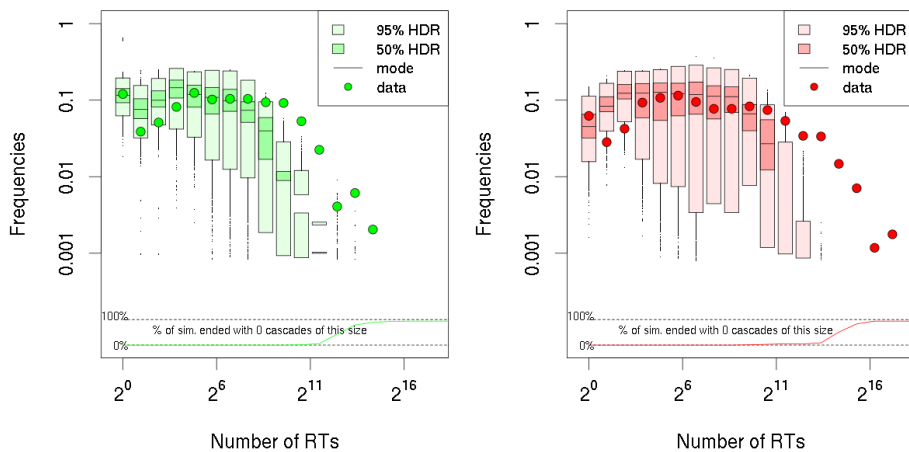 95% HDR
50% HDR
mode
data
Frequencies
1
0.1
0.01
0.001
100%
% of sim. ended with 0 cascades of this size
0%
2^0
2^6
2^11
2^16
Number of RTs
95% HDR
50% HDR
mode
data
Frequencies
1
0.1
0.01
0.001
100%
% of sim. ended with 0 cascades of this size
0%
2^0
2^6
2^11
2^16
Number of RTs